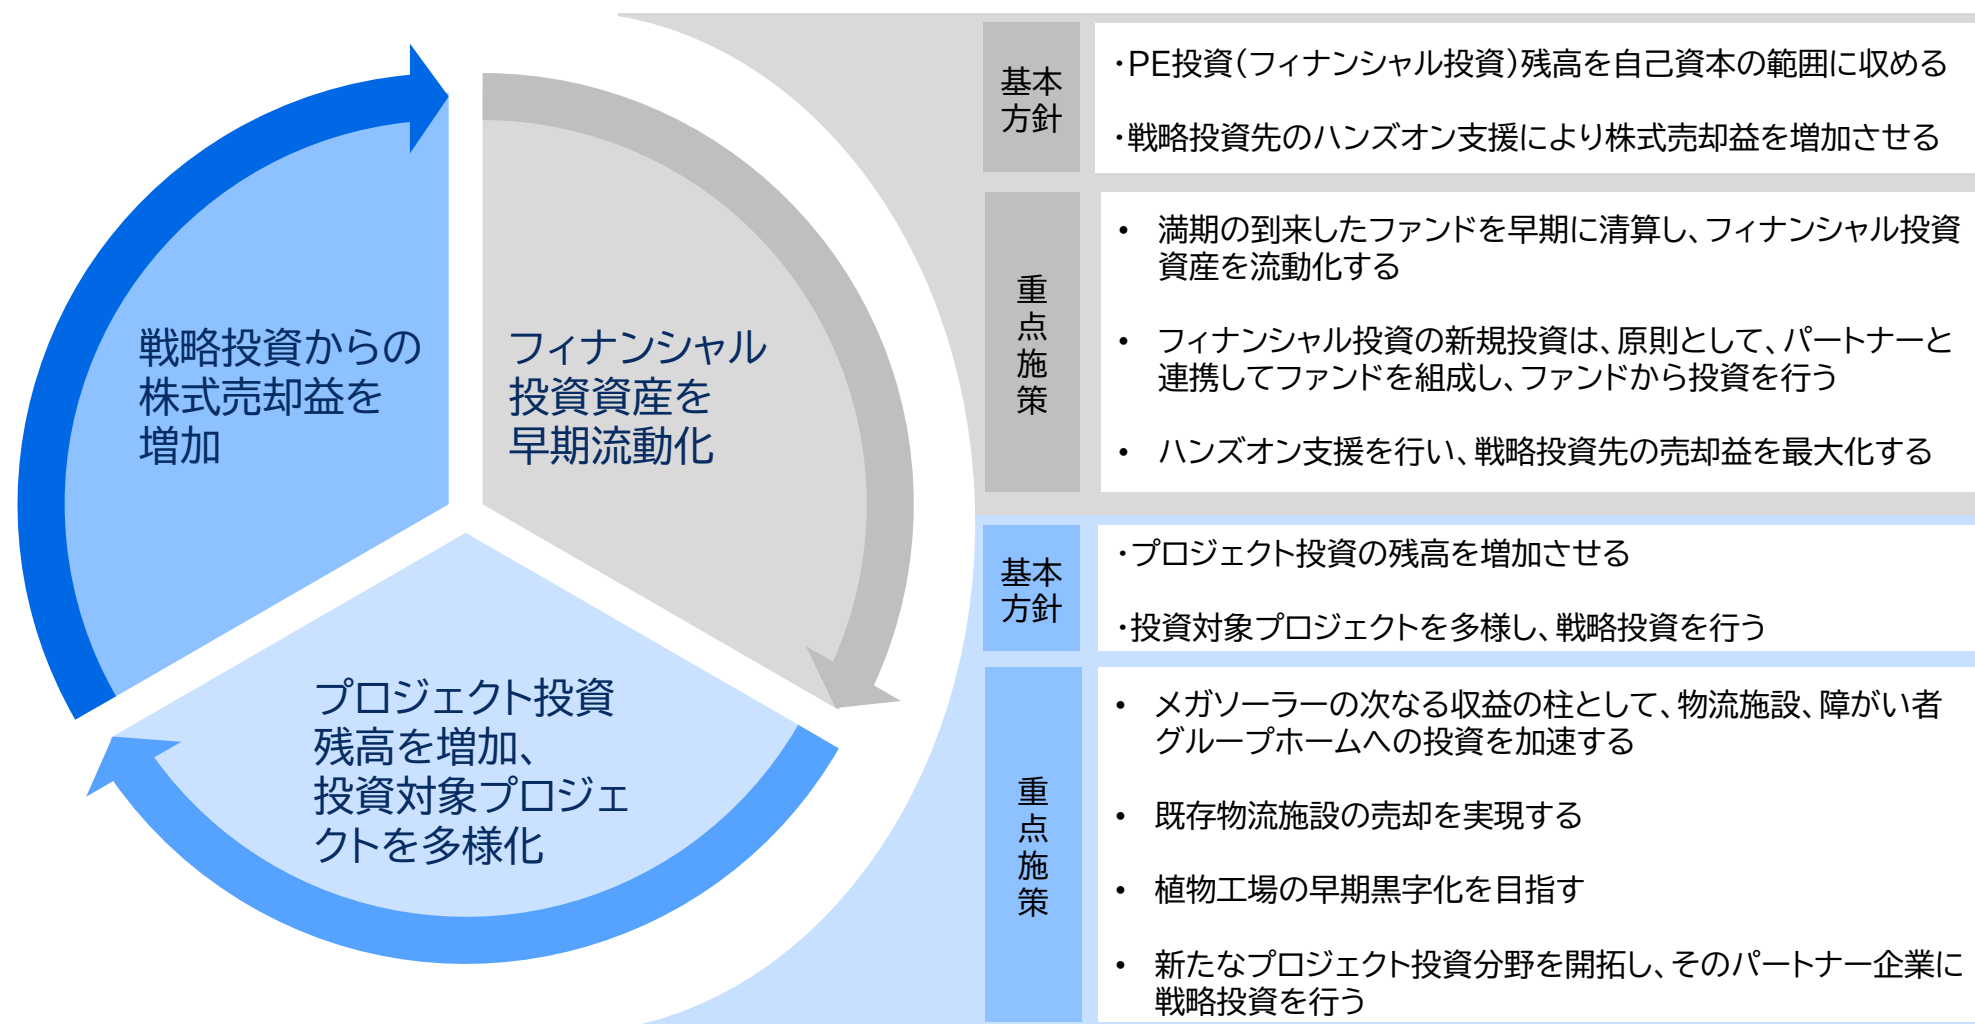 戦略投資からの
株式売却益を
増加
フィナンシャル
投資資産を
早期流動化
プロジェクト投資
残高を増加、
投資対象プロジェ
クトを多様化
基本
方針
・PE投資(フィナンシャル投資)残高を自己資本の範囲に収める
・戦略投資先のハンズオン支援により株式売却益を増加させる
重
点
施
策
• 満期の到来したファンドを早期に清算し、フィナンシャル投資
資産を流動化する
• フィナンシャル投資の新規投資は、原則として、パートナーと
連携してファンドを組成し、ファンドから投資を行う
• ハンズオン支援を行い、戦略投資先の売却益を最大化する
基本
方針
・プロジェクト投資の残高を増加させる
・投資対象プロジェクトを多様し、戦略投資を行う
重
点
施
策
• メガソーラーの次なる収益の柱として、物流施設、障がい者
グループホームへの投資を加速する
• 既存物流施設の売却を実現する
• 植物工場の早期黒字化を目指す
• 新たなプロジェクト投資分野を開拓し、そのパートナー企業に
戦略投資を行う